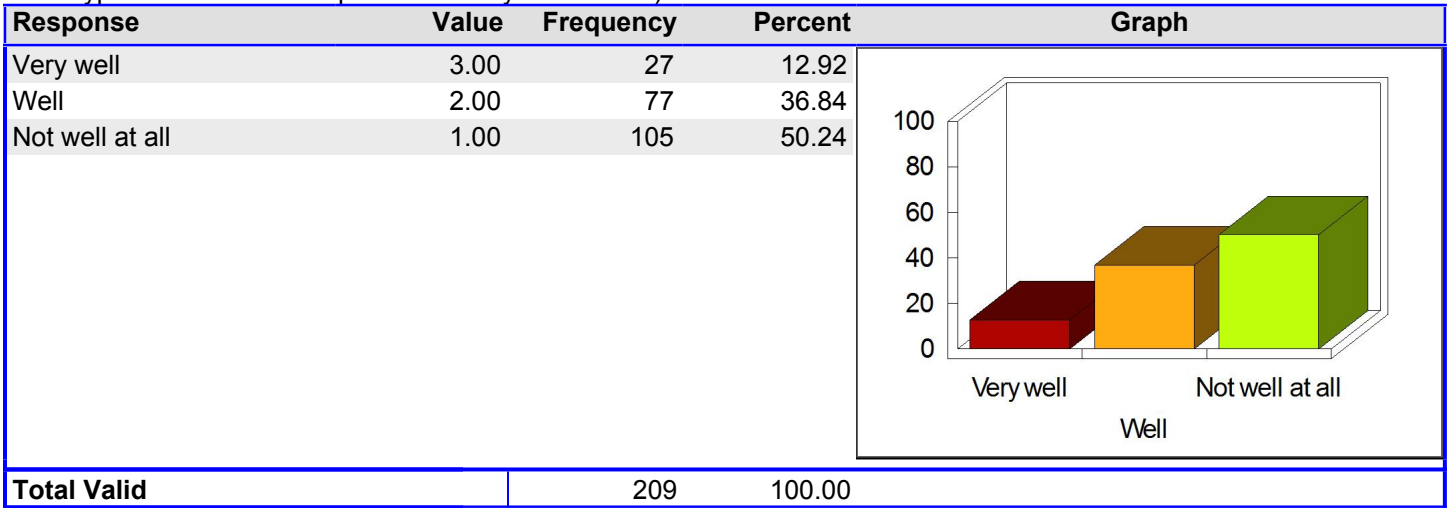 Response Value Frequency Percent Graph
Very well 3.00 27 12.92
Well 2.00 77 36.84
Not well at all 1.00 105 50.24
100
80
60
40
20
0
Very well Not well at all
Well
Total Valid 209 100.00